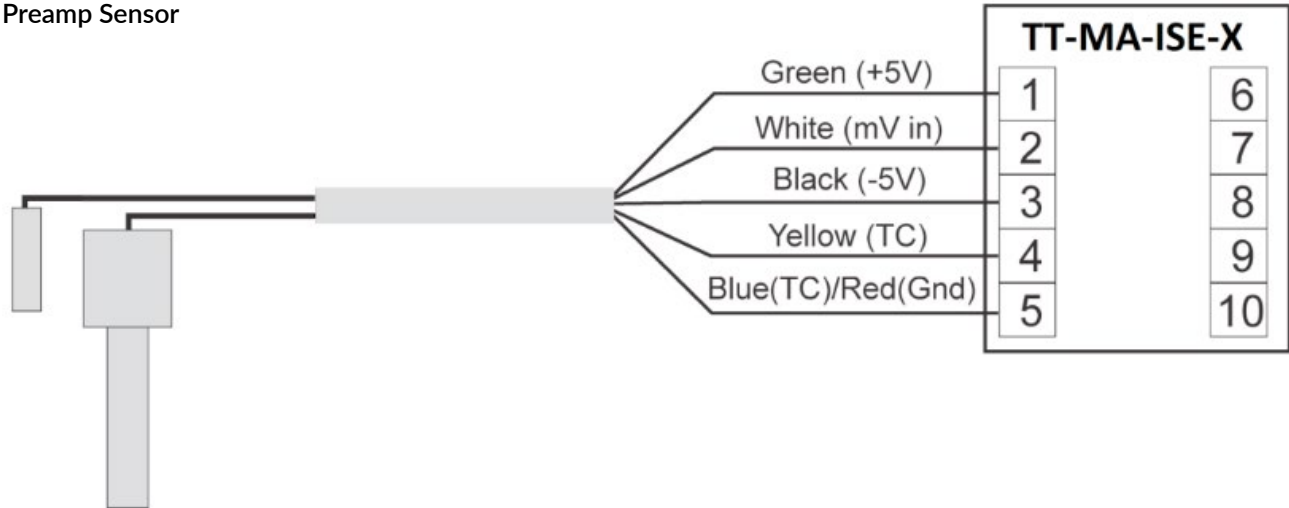 Preamp Sensor
TT-MA-ISE-X
Green (+5V)
1
6
White (mV in)
2
7
Black (-5V)
3
8
Yellow (TC)
4
9
Blue(TC)/Red(Gnd)
5
10